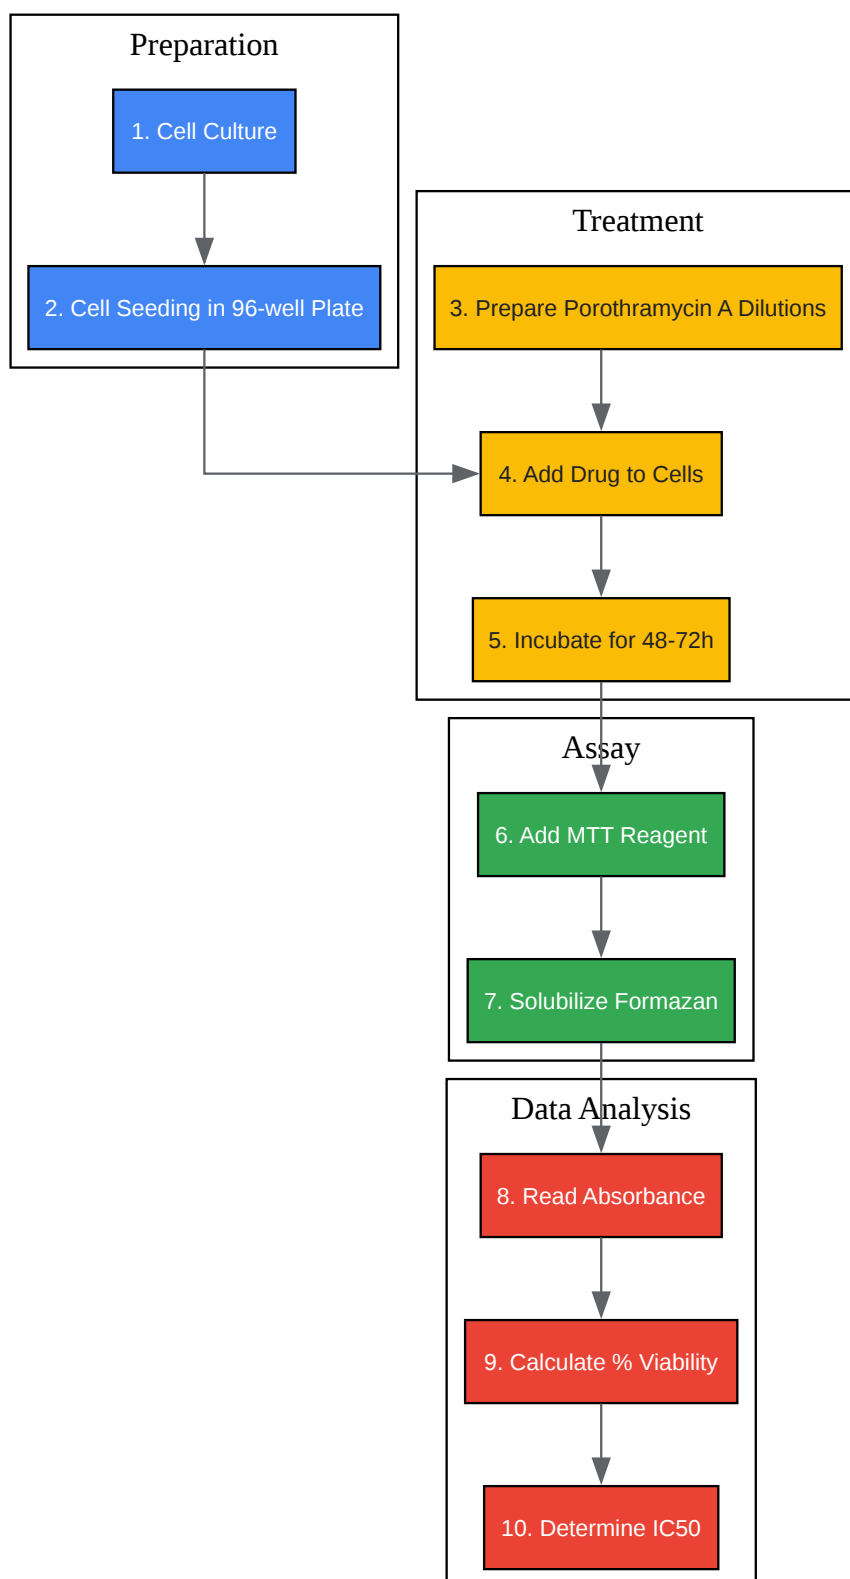 Preparation
1. Cell Culture
2. Cell Seeding in 96-well Plate
Treatment
3. Prepare Porothramycin A Dilutions
4. Add Drug to Cells
5. Incubate for 48-72h
Assay
6. Add MTT Reagent
7. Solubilize Formazan
Data Analysis
8. Read Absorbance
9. Calculate % Viability
10. Determine IC50